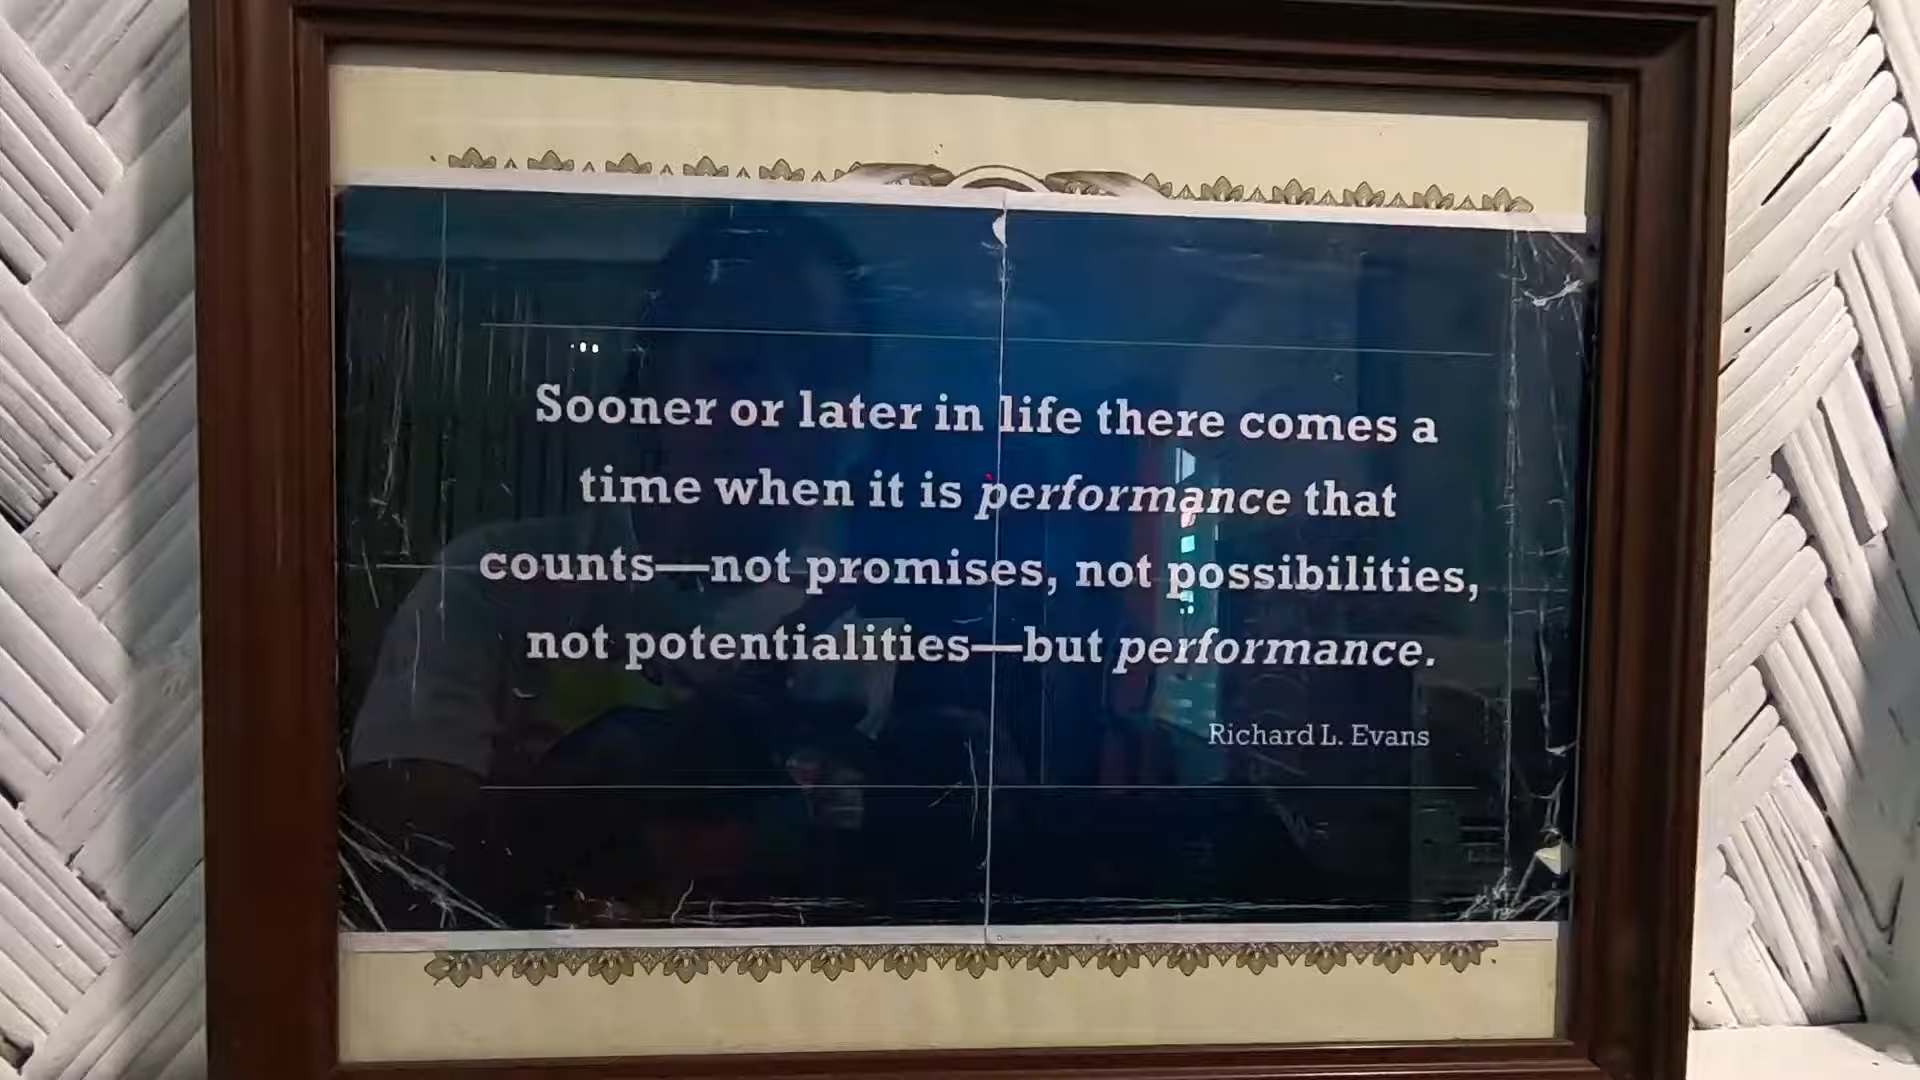 Sooner or later in life there comes a
time when it is performance that
counts—not promises, not possibilities,
not potentialities—but performance.
Richard L. Evans